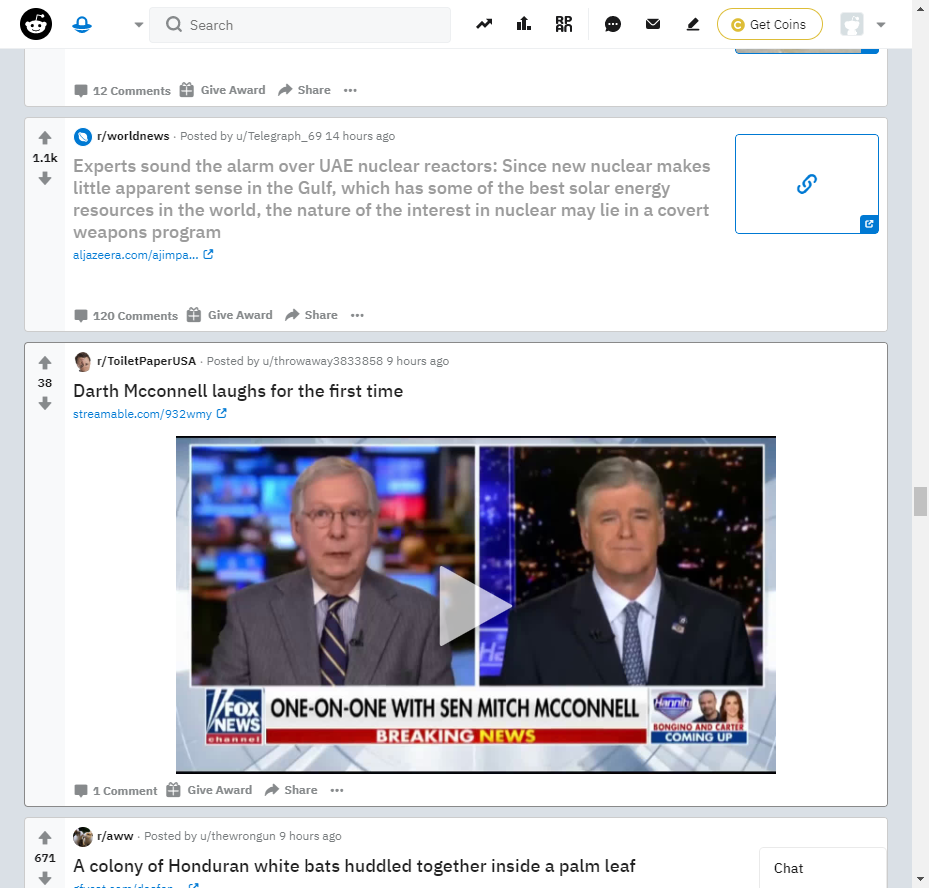 Search
Get Coins
12 Comments Give Award Share
r/worldnews · Posted by u/Telegraph_69 14 hours ago
1.1k
Experts sound the alarm over UAE nuclear reactors: Since new nuclear makes
little apparent sense in the Gulf, which has some of the best solar energy
resources in the world, the nature of the interest in nuclear may lie in a covert
weapons program
aljazeera.com/ajimpa...
120 Comments Give Award Share
r/ToiletPaperUSA · Posted by u/throwaway3833858 9 hours ago
38
Darth Mcconnell laughs for the first time
streamable.com/932wmy
FOX
NEWS
channel
ONE-ON-ONE WITH SEN MITCH MCCONNELL
BREAKING NEWS
Hannity
BONGINO AND CARTER
COMING UP
1 Comment Give Award Share
r/aww · Posted by u/thewrongun 9 hours ago
671
A colony of Honduran white bats huddled together inside a palm leaf
Chat